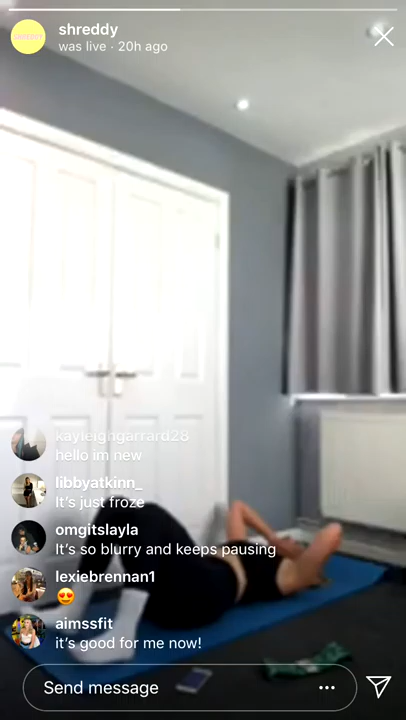 SHREDDY
shreddy
was live · 20h ago
kayleighgarrard28
hello im new
libbyatkinn_
It's just froze
omgitslayla
It's so blurry and keeps pausing
lexiebrennan1
😍
aimssfit
it's good for me now!
Send message